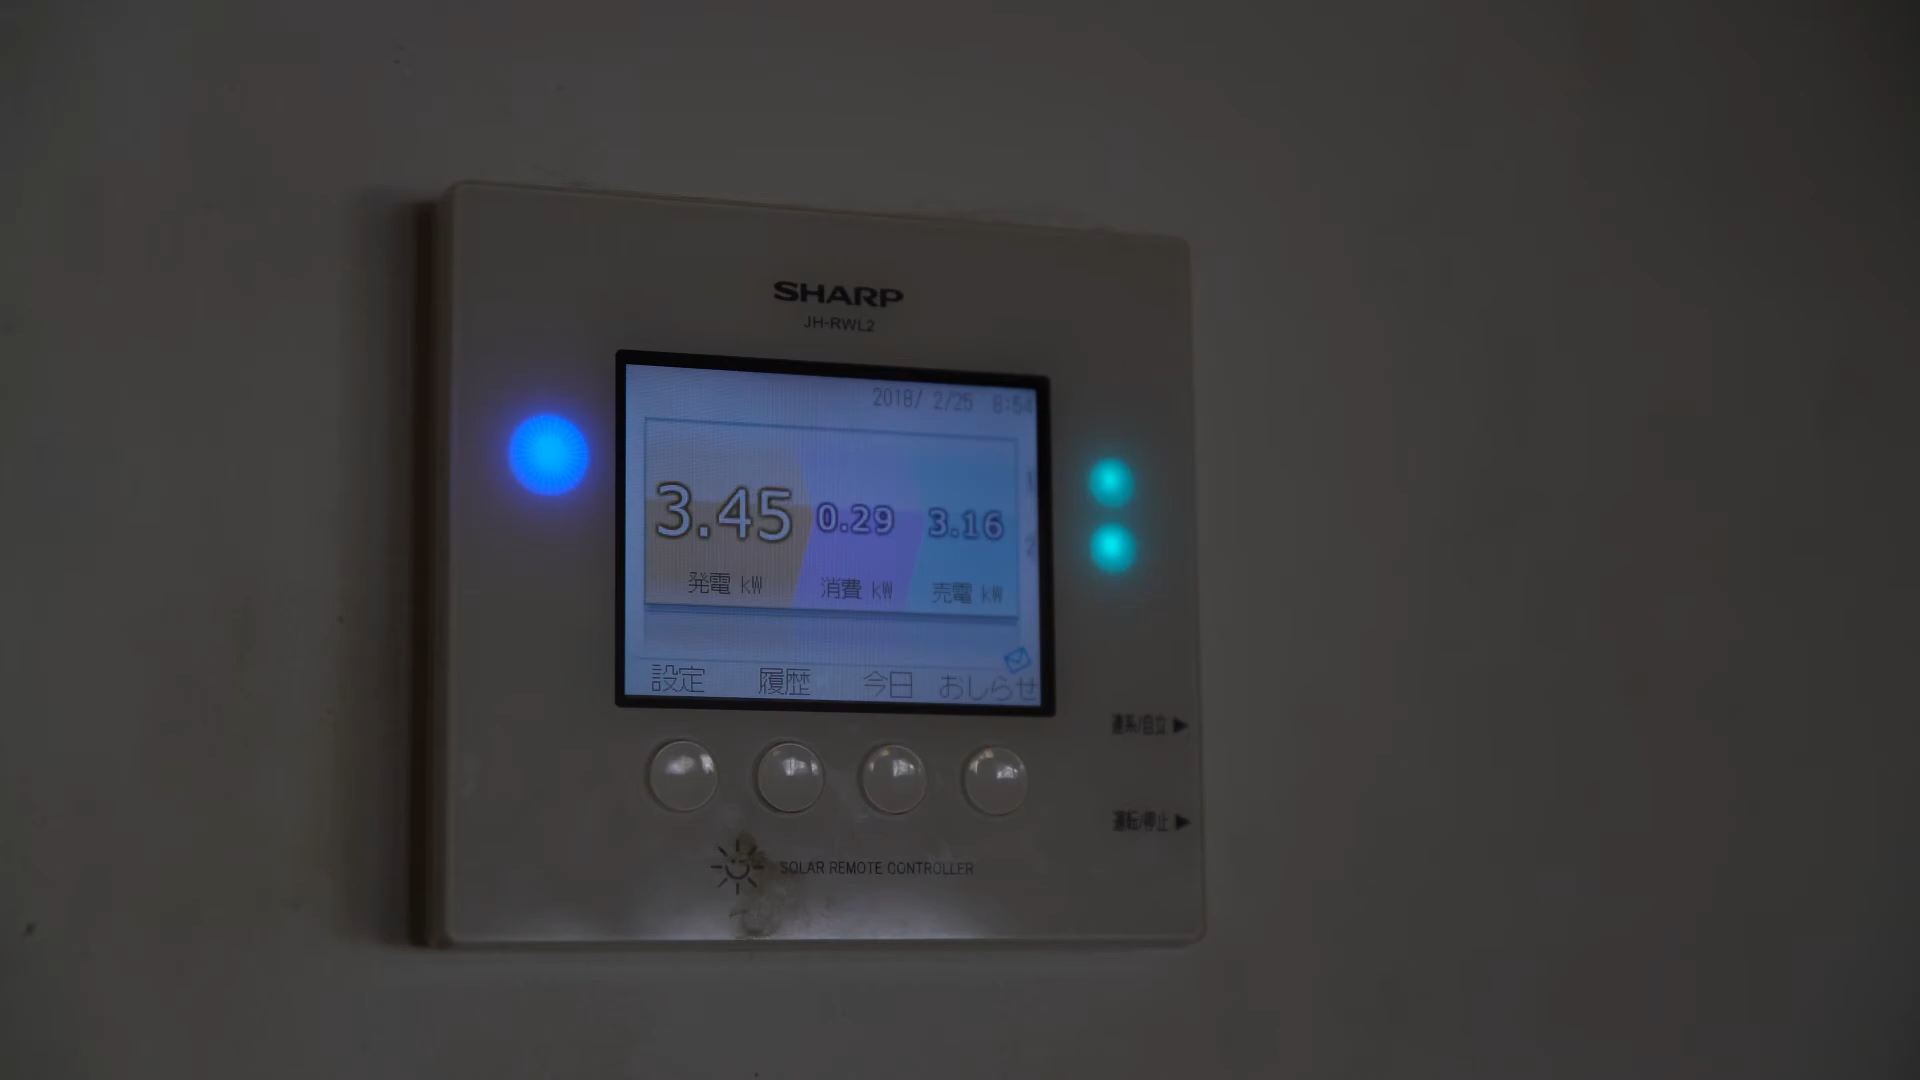 SHARP
JH-RWL2
2018/ 2/25 8:54
3.45 0.29 3.16
発電 kW 消費 kW 売電 kW
設定 履歴 今日 おしらせ
連系/自立 ▶
運転/停止 ▶
SOLAR REMOTE CONTROLLER